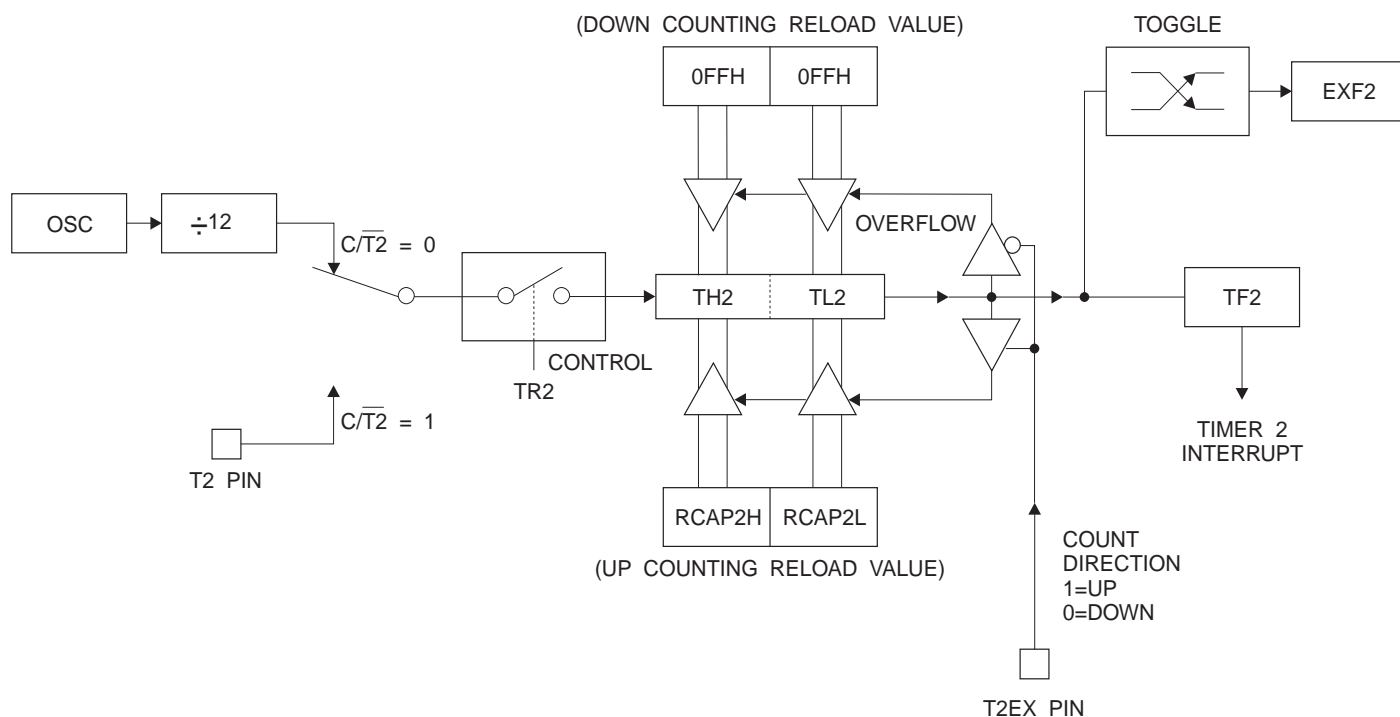 (DOWN COUNTING RELOAD VALUE)
TOGGLE
0FFH
0FFH
EXF2
OSC
÷12
C/T2̅ = 0
OVERFLOW
TH2
TL2
TF2
CONTROL
TR2
C/T2̅ = 1
T2 PIN
TIMER 2
INTERRUPT
RCAP2H
RCAP2L
(UP COUNTING RELOAD VALUE)
COUNT
DIRECTION
1=UP
0=DOWN
T2EX PIN